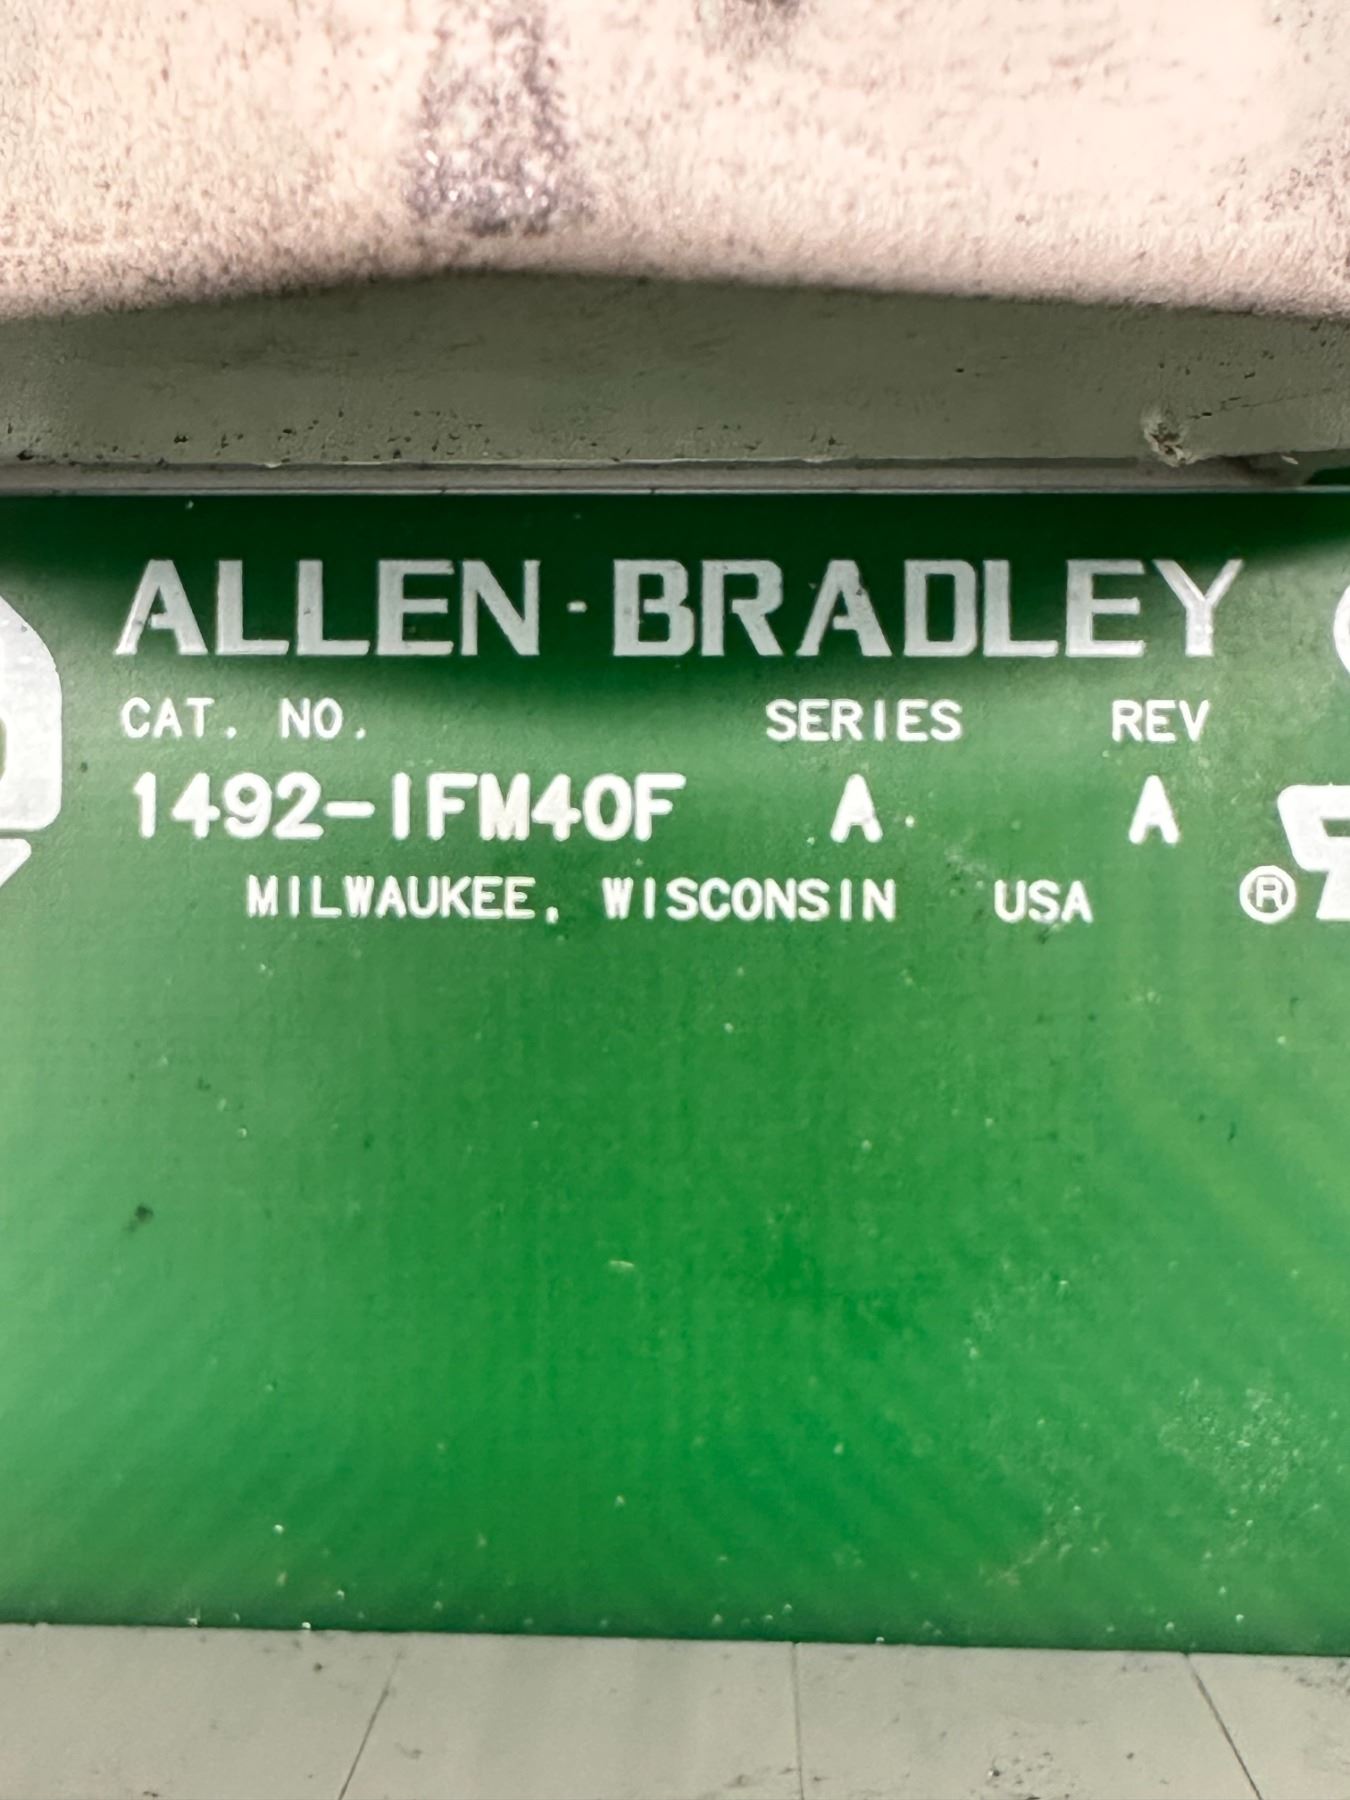 ALLEN-BRADLEY
CAT. NO. SERIES REV
1492-IFM40F A A
MILWAUKEE, WISCONSIN USA
®